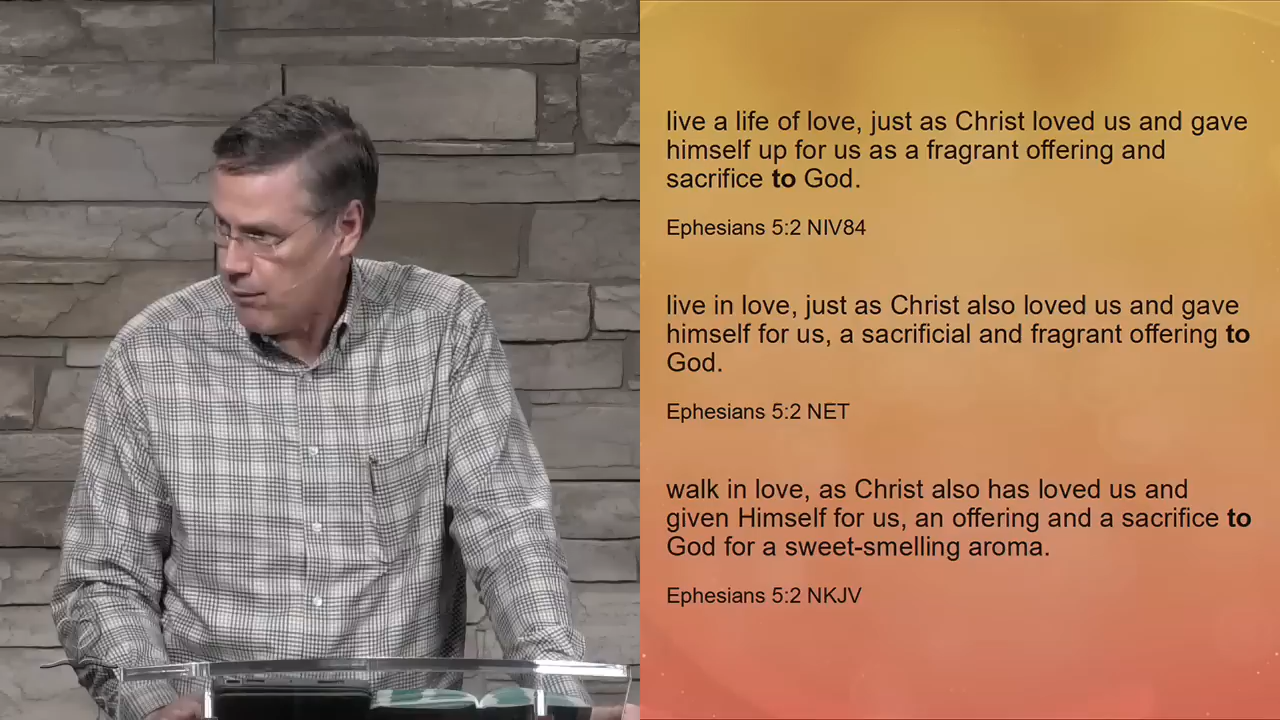 live a life of love, just as Christ loved us and gave
himself up for us as a fragrant offering and
sacrifice to God.
Ephesians 5:2 NIV84
live in love, just as Christ also loved us and gave
himself for us, a sacrificial and fragrant offering to
God.
Ephesians 5:2 NET
walk in love, as Christ also has loved us and
given Himself for us, an offering and a sacrifice to
God for a sweet-smelling aroma.
Ephesians 5:2 NKJV